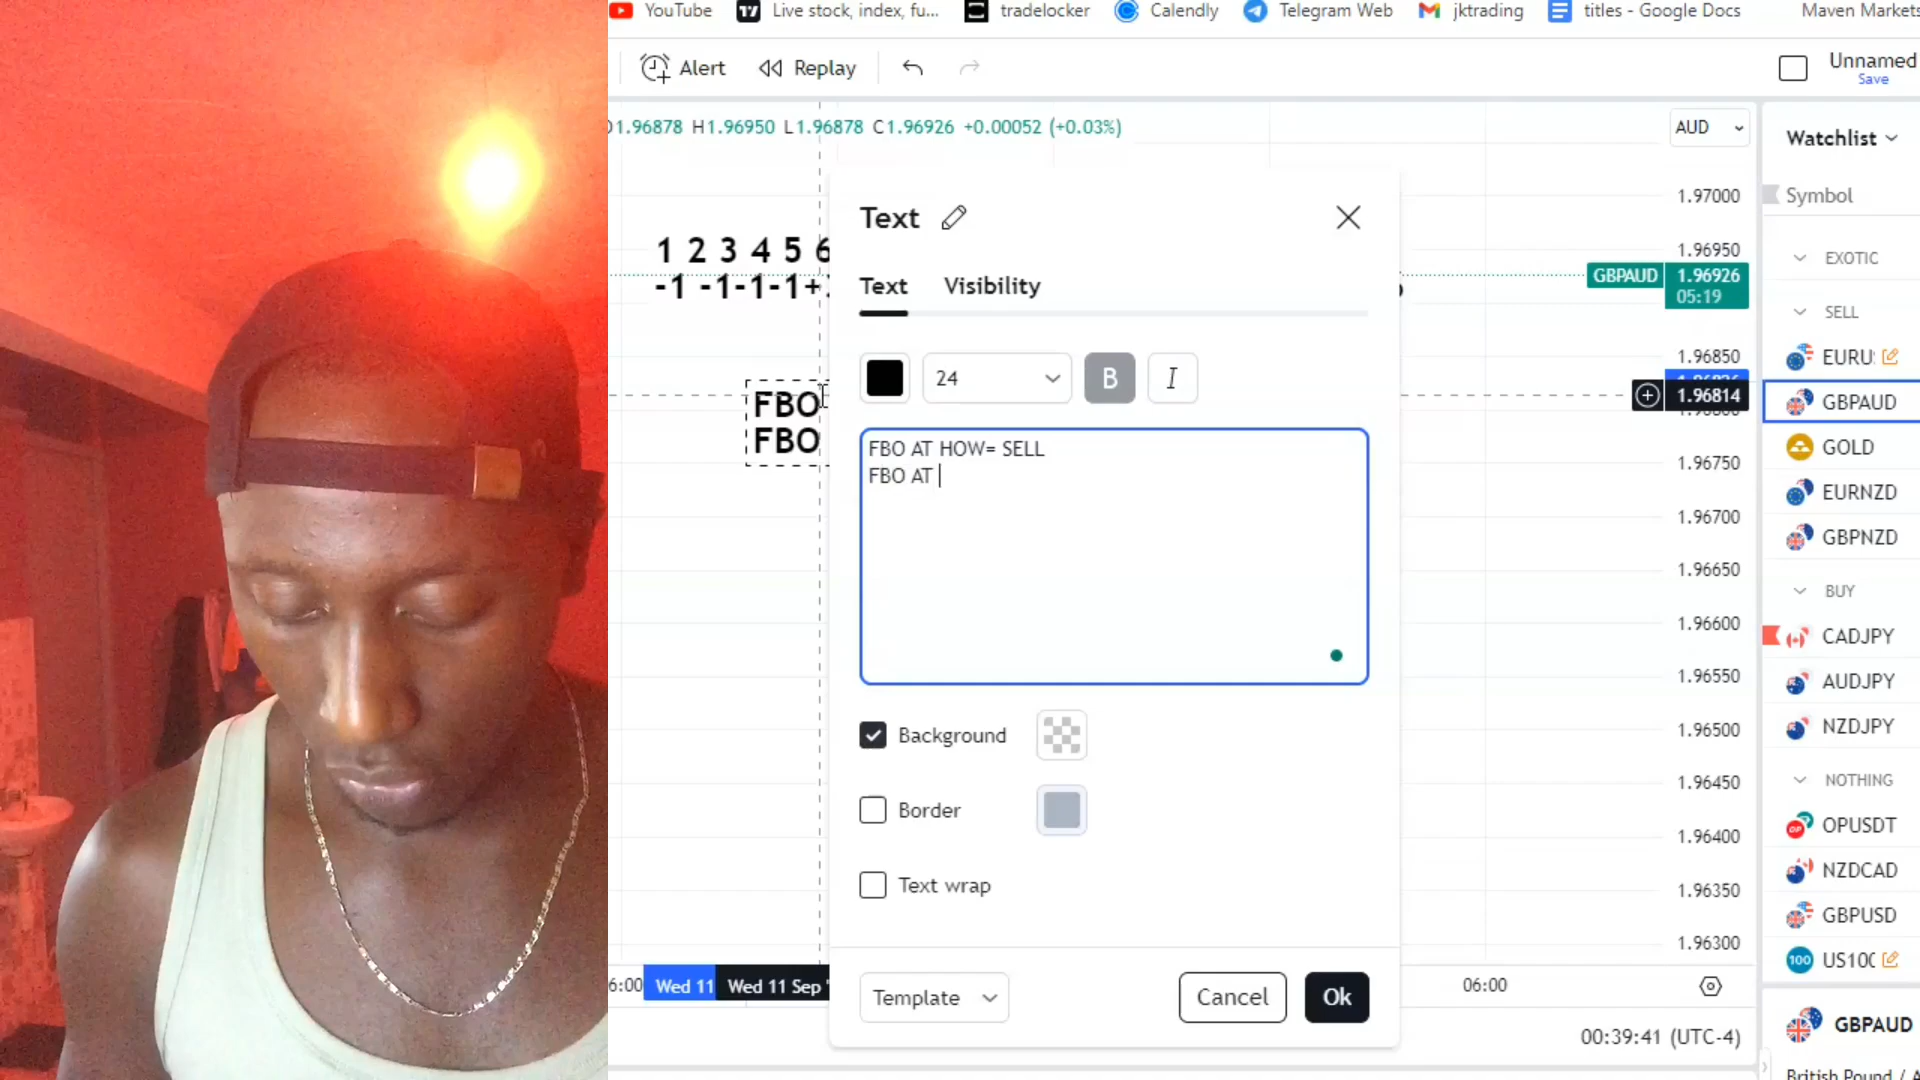 YouTube Live stock, index, fu... tradelocker Calendly Telegram Web jktrading titles - Google Docs Maven Markets
Alert Replay Unnamed
Save
1.96878 H1.96950 L1.96878 C1.96926 +0.00052 (+0.03%)
AUD
Watchlist
Symbol
1.97000
1.96950
1 2 3 4 5 6
-1 -1-1-1+
GBPAUD 1.96926
05:19
EXOTIC
SELL
Text
Text Visibility
24 B I
1.96850
1.96814
FBO
FBO
FBO AT HOW= SELL
FBO AT
1.96750
1.96700
1.96650
1.96600
1.96550
1.96500
1.96450
1.96400
1.96350
1.96300
Background
Border
Text wrap
Template Cancel Ok
GBPAUD
GOLD
EURNZD
GBPNZD
BUY
CADJPY
AUDJPY
NZDJPY
NOTHING
OPUSDT
NZDCAD
GBPUSD
100
6:00 Wed 11 Wed 11 Sep 06:00
00:39:41 (UTC-4)
GBPAUD
British Pound /